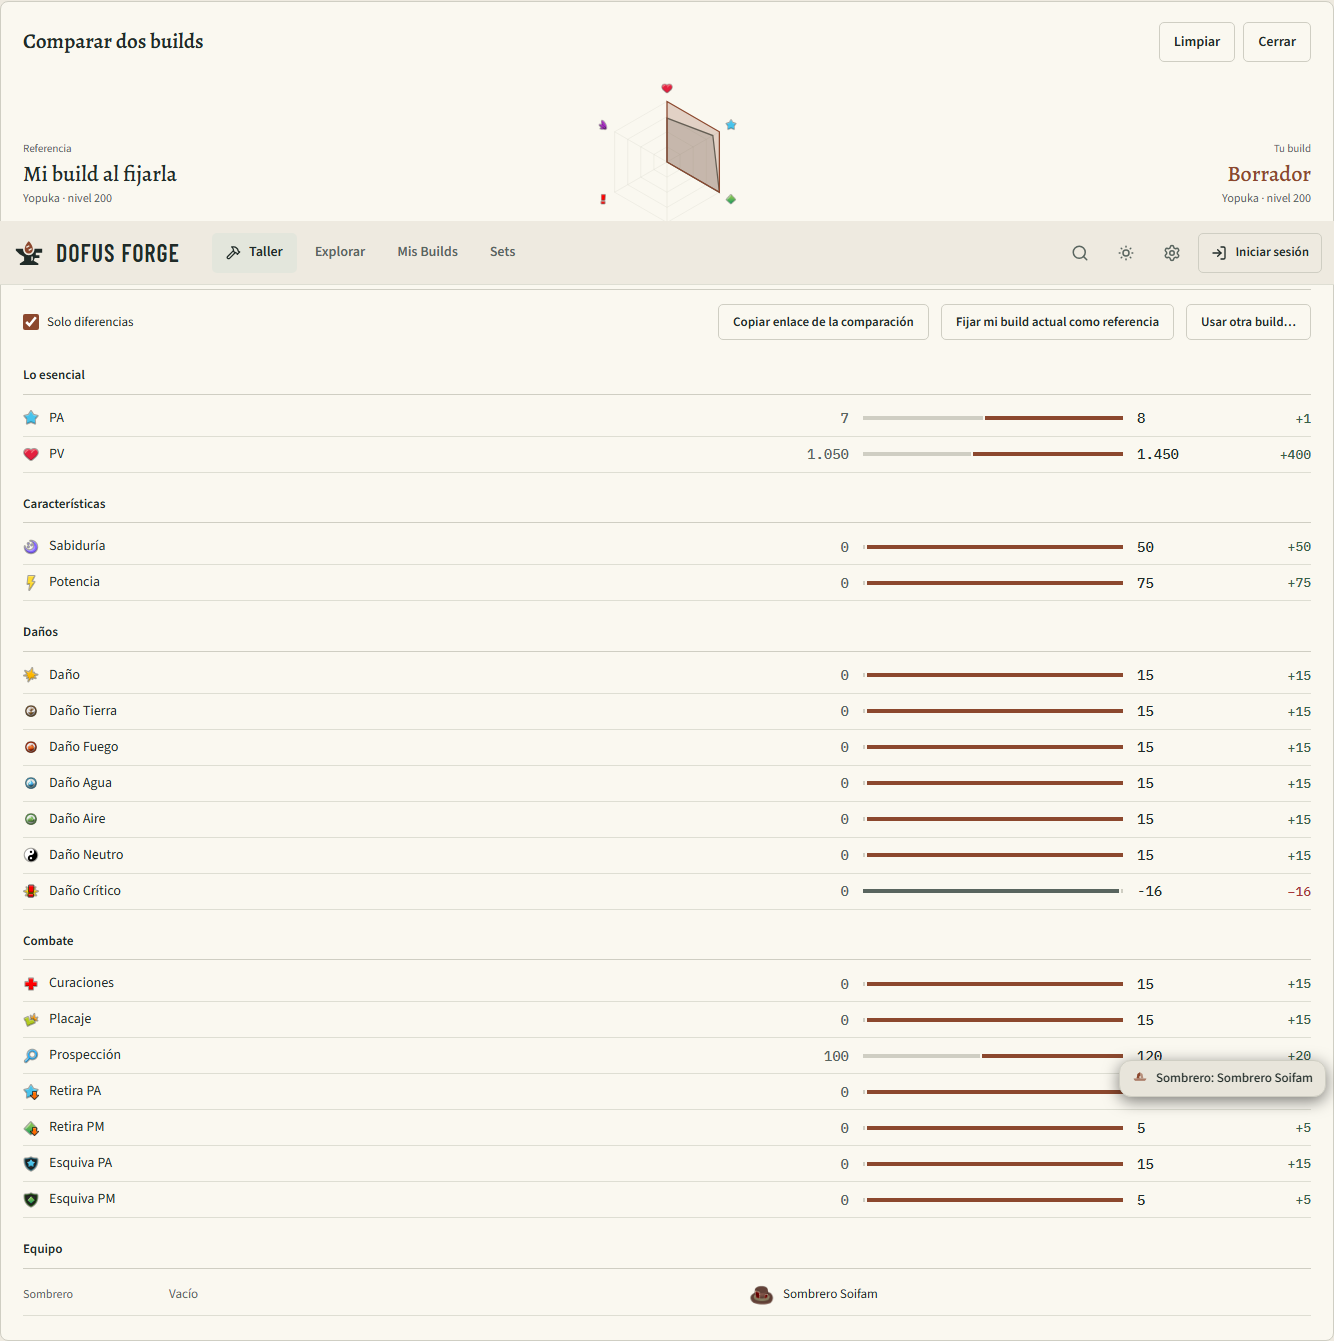 Comparar dos builds
Limpiar
Cerrar
Referencia
Mi build al fijarla
Yopuka · nivel 200
Tu build
Borrador
Yopuka · nivel 200
DOFUS FORGE
Taller
Explorar
Mis Builds
Sets
Iniciar sesión
Solo diferencias
Copiar enlace de la comparación
Fijar mi build actual como referencia
Usar otra build...
Lo esencial
PA 7 8 +1
PV 1.050 1.450 +400
Características
Sabiduría 0 50 +50
Potencia 0 75 +75
Daños
Daño 0 15 +15
Daño Tierra 0 15 +15
Daño Fuego 0 15 +15
Daño Agua 0 15 +15
Daño Aire 0 15 +15
Daño Neutro 0 15 +15
Daño Crítico 0 -16 −16
Combate
Curaciones 0 15 +15
Placaje 0 15 +15
Prospección 100 120 +20
Retira PA 0
Sombrero: Sombrero Soifam
Retira PM 0 5 +5
Esquiva PA 0 15 +15
Esquiva PM 0 5 +5
Equipo
Sombrero Vacío Sombrero Soifam